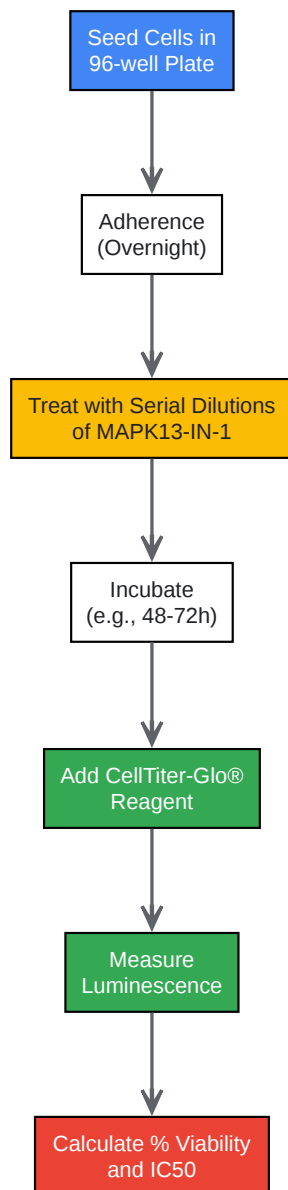 Seed Cells in
96-well Plate
Adherence
(Overnight)
Treat with Serial Dilutions
of MAPK13-IN-1
Incubate
(e.g., 48-72h)
Add CellTiter-Glo®
Reagent
Measure
Luminescence
Calculate % Viability
and IC50